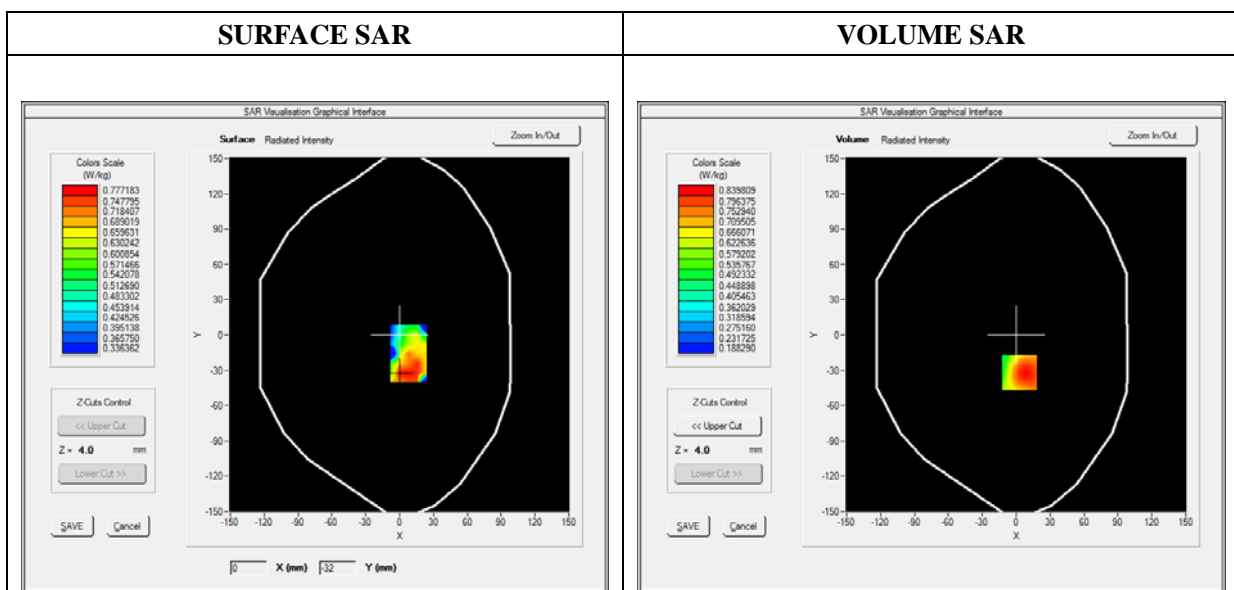 SURFACE SAR
VOLUME SAR
SAR Visualisation Graphical Interface
Surface Radiated Intensity
Zoom In/Out
Colors Scale
(W/kg)
0.777183
0.747795
0.718407
0.689019
0.659631
0.630242
0.600854
0.571466
0.542078
0.512690
0.483302
0.453914
0.424526
0.395138
0.365750
0.336362
150
120
90
60
30
0
-30
-60
-90
-120
-150
Y
-150 -120 -90 -60 -30 0 30 60 90 120 150
X
Z-Cuts Control
<< Upper Cut
Z = 4.0 mm
Lower Cut >>
SAVE Cancel
0 X (mm) -32 Y (mm)
SAR Visualisation Graphical Interface
Volume Radiated Intensity
Zoom In/Out
Colors Scale
(W/kg)
0.839809
0.796375
0.752940
0.709505
0.666071
0.622636
0.579202
0.535767
0.492332
0.448898
0.405463
0.362029
0.318594
0.275160
0.231725
0.188290
150
120
90
60
30
0
-30
-60
-90
-120
-150
Y
-150 -120 -90 -60 -30 0 30 60 90 120 150
X
Z-Cuts Control
<< Upper Cut
Z = 4.0 mm
Lower Cut >>
SAVE Cancel